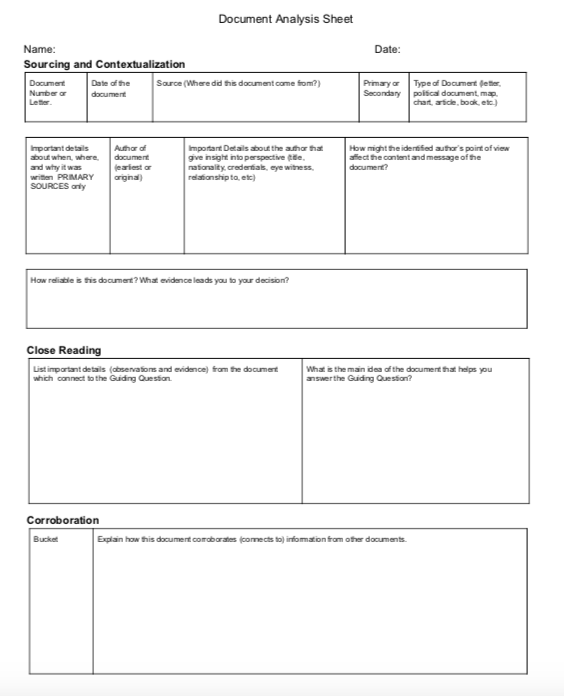 Document Analysis Sheet
Name:
Date:
Sourcing and Contextualization
Document
Number or
Letter.
Date of the
document
Source (Where did this document come from?)
Primary or
Secondary
Type of Document (letter,
political document, map,
chart, article, book, etc.)
Important details
about when, where,
and why it was
written PRIMARY
SOURCES only
Author of
document
(earliest or
original)
Important Details about the author that
give insight into perspective (title,
nationality, credentials, eye witness,
relationship to, etc)
How might the identified author's point of view
affect the content and message of the
document?
How reliable is this document? What evidence leads you to your decision?
Close Reading
List important details (observations and evidence) from the document
which connect to the Guiding Question.
What is the main idea of the document that helps you
answer the Guiding Question?
Corroboration
Bucket
Explain how this document corroborates (connects to) information from other documents.